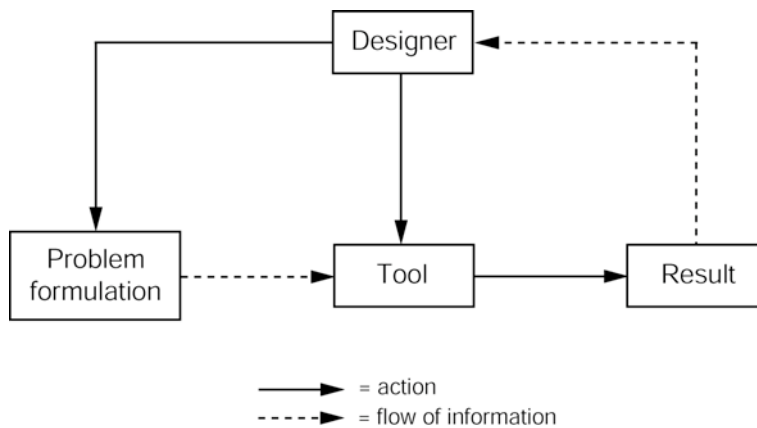 Designer
Problem
formulation
Tool
Result
= action
= flow of information